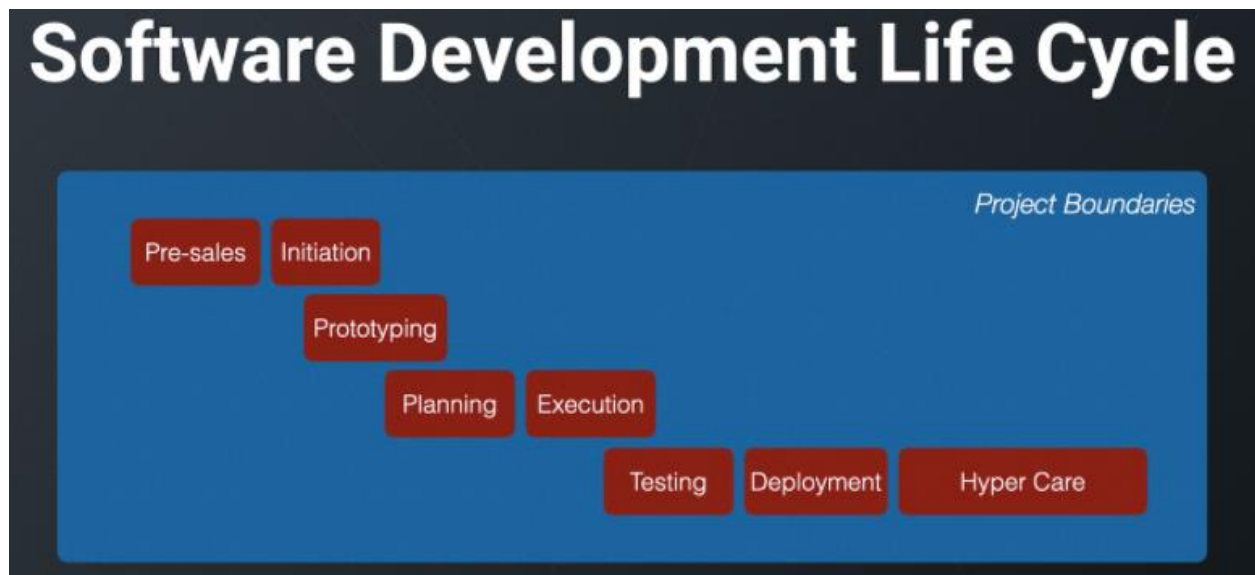 Software Development Life Cycle
Project Boundaries
Pre-sales Initiation
Prototyping
Planning Execution
Testing Deployment Hyper Care